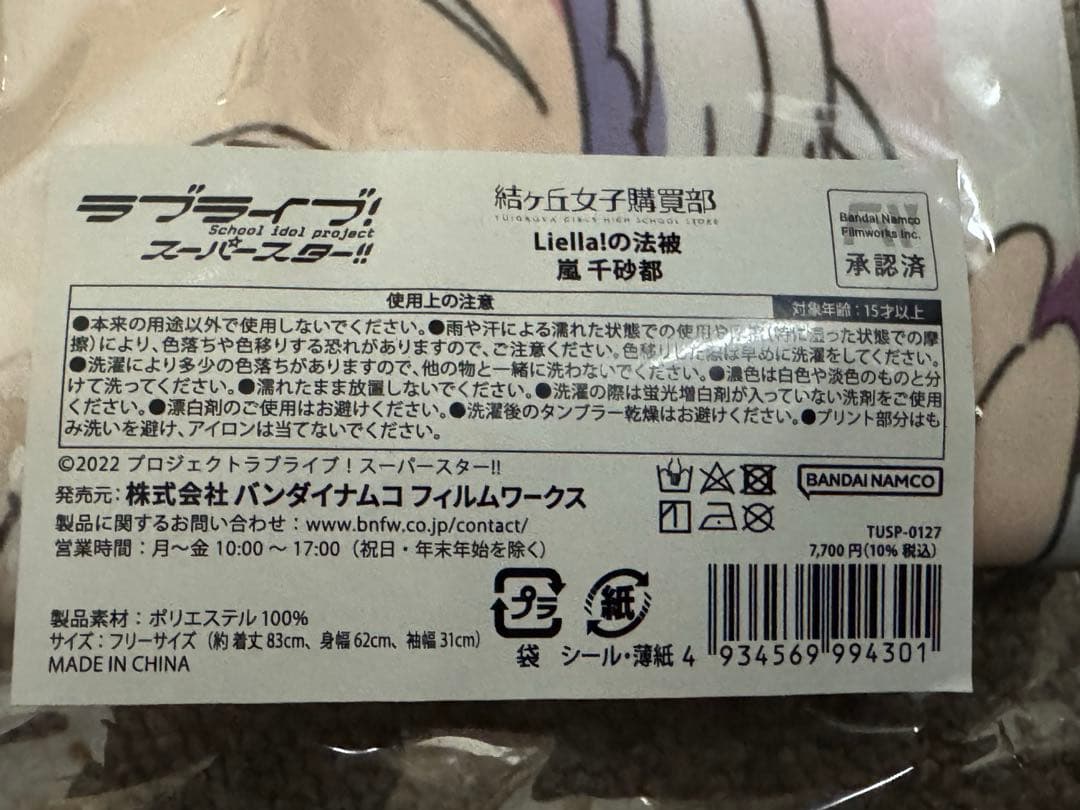 ラブライブ!
School idol project
スーパースター!!
結ヶ丘女子購買部
YUIGAOKA GIRLS HIGH SCHOOL STORE
Liella!の法被
嵐 千砂都
Bandai Namco
Filmworks Inc.
承認済
使用上の注意
対象年齢：15才以上
●本来の用途以外で使用しないでください。●雨や汗による濡れた状態での使用や(特に湿った状態での摩
擦)により、色落ちや色移りする恐れがありますので、ご注意ください。色移りした際は早めに洗濯をしてください。
●洗濯により多少の色落ちがありますので、他の物と一緒に洗わないでください。●濃色は白色や淡色のものと分
けて洗ってください。●濡れたまま放置しないでください。●洗濯の際は蛍光増白剤が入っていない洗剤をご使用
ください。●漂白剤のご使用はお避けください。●洗濯後のタンブラー乾燥はお避けください。●プリント部分はも
み洗いを避け、アイロンは当てないでください。
©2022 プロジェクトラブライブ！スーパースター!!
発売元：株式会社 バンダイナムコ フィルムワークス
製品に関するお問い合わせ：www.bnfw.co.jp/contact/
営業時間：月〜金 10:00 〜 17:00（祝日・年末年始を除く）
BANDAI NAMCO
TUSP-0127
7,700 円(10% 税込)
製品素材：ポリエステル 100%
サイズ：フリーサイズ（約 着丈 83cm、身幅 62cm、袖幅 31cm）
MADE IN CHINA
プラ
袋
紙
シール・薄紙
4 934569 994301